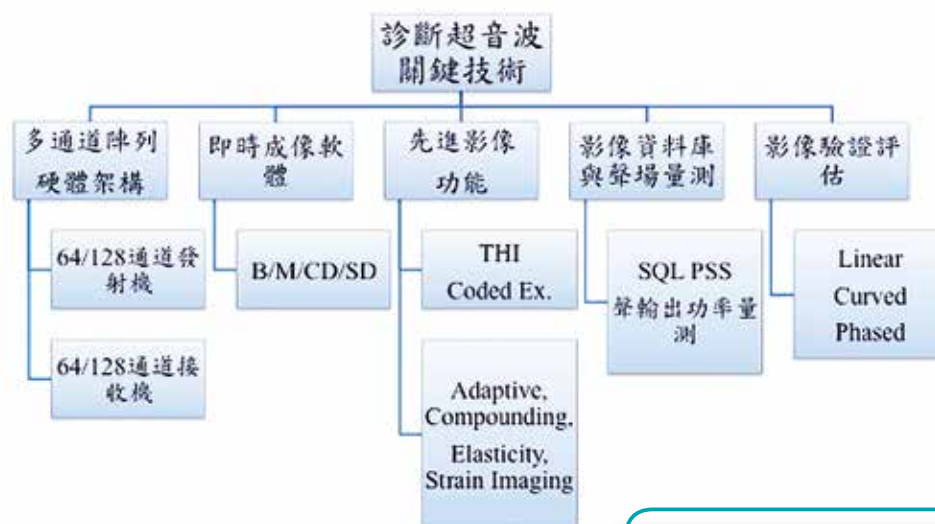 診斷超音波
關鍵技術
多通道陣列
硬體架構
64/128通道發
射機
64/128通道接
收機
即時成像軟
體
B/M/CD/SD
先進影像
功能
THI
Coded Ex.
Adaptive,
Compounding,
Elasticity,
Strain Imaging
影像資料庫
與聲場量測
SQL PSS
聲輸出功率量
測
影像驗證評
估
Linear
Curved
Phased